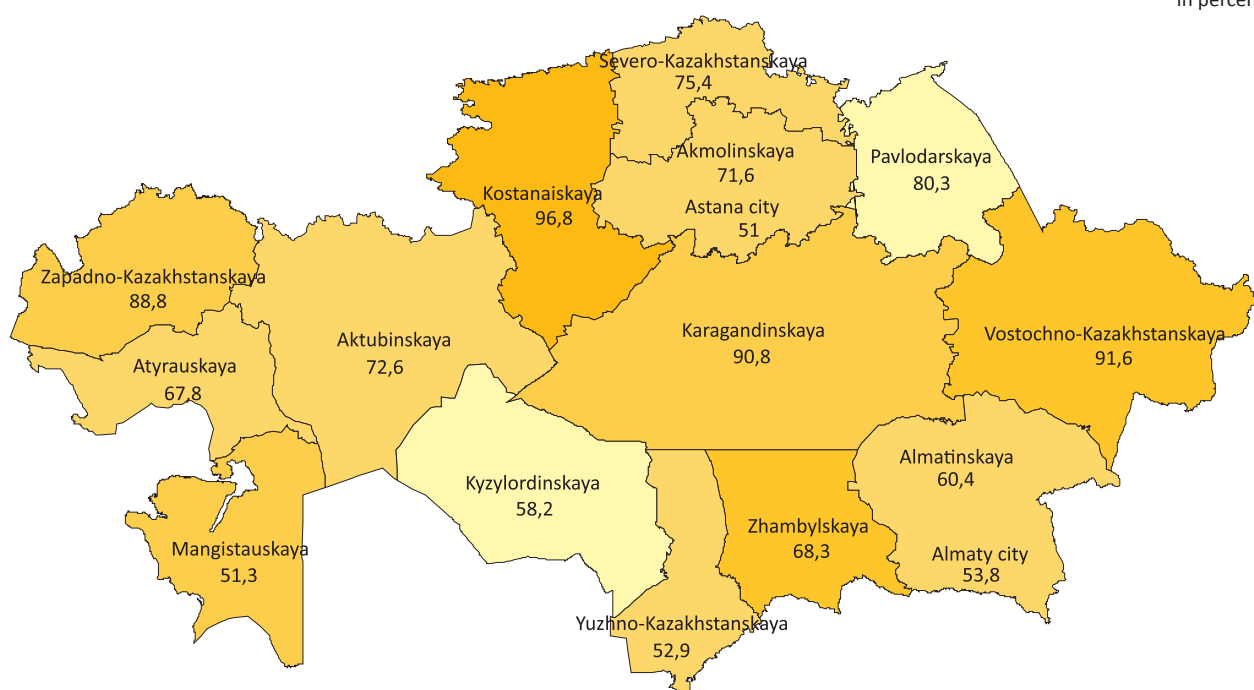 Severo-Kazakhstanskaya
75,4
Akmolinskaya
71,6
Astana city
51
Pavlodarskaya
80,3
Kostanaiskaya
96,8
Zapadno-Kazakhstanskaya
88,8
Aktubinskaya
72,6
Karagandinskaya
90,8
Vostochno-Kazakhstanskaya
91,6
Atyrauskaya
67,8
Kyzylordinskaya
58,2
Almatinskaya
60,4
Zhambylskaya
68,3
Almaty city
53,8
Mangistauskaya
51,3
Yuzhno-Kazakhstanskaya
52,9